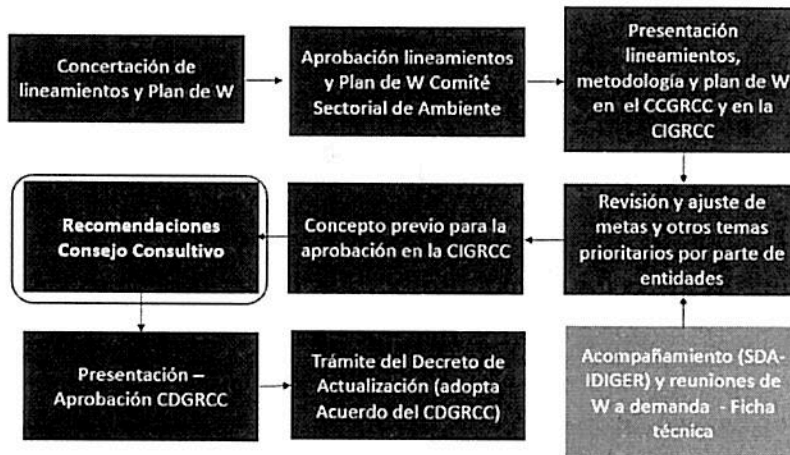 Concertación de
lineamientos y Plan de W
Aprobación lineamientos
y Plan de W Comité
Sectorial de Ambiente
Presentación
lineamientos,
metodología y plan de W
en el CCGRCC y en la
CIGRCC
Revisión y ajuste de
metas y otros temas
prioritarios por parte de
entidades
Concepto previo para la
aprobación en la CIGRCC
Recomendaciones
Consejo Consultivo
Presentación –
Aprobación CDGRCC
Trámite del Decreto de
Actualización (adopta
Acuerdo del CDGRCC)
Acompañamiento (SDA-
IDIGER) y reuniones de
W a demanda - Ficha
técnica